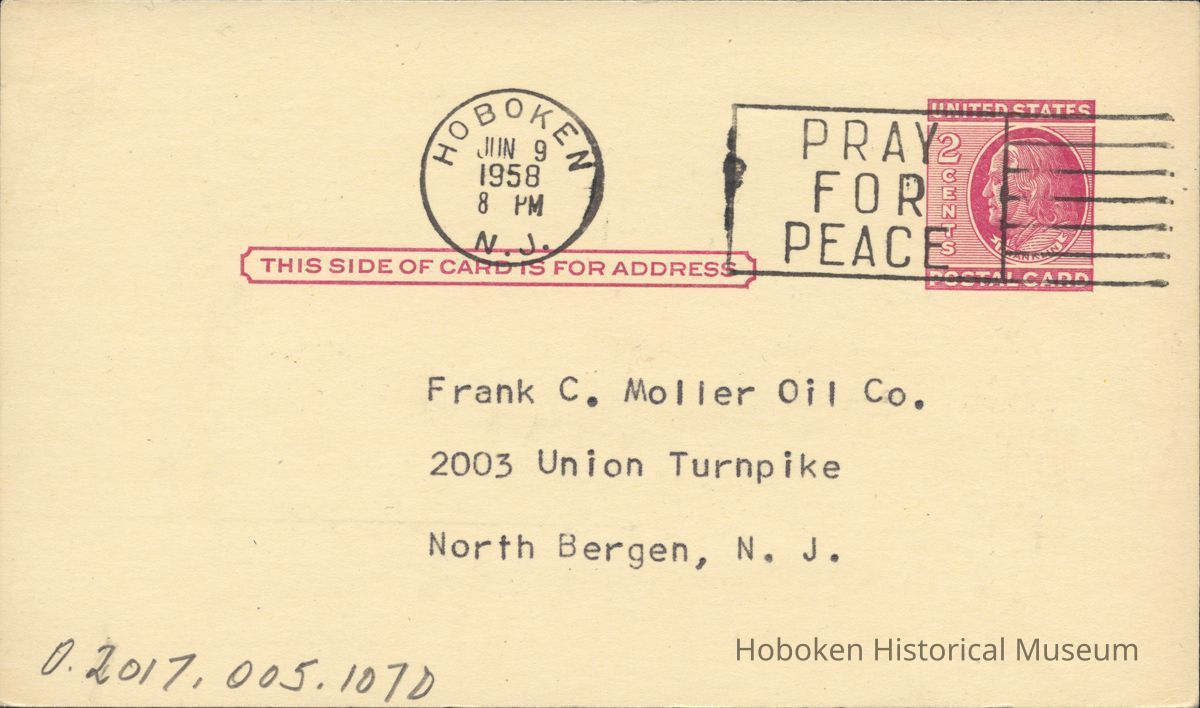 HOBOKEN
JUN 9
1958
8 PM
N.J.
PRAY
FOR
PEACE
UNITED STATES
2
CENTS
FRANKLIN
POSTAL CARD
THIS SIDE OF CARD IS FOR ADDRESS
Frank C. Moller Oil Co.
2003 Union Turnpike
North Bergen, N. J.
O.2017.005.107D
Hoboken Historical Museum